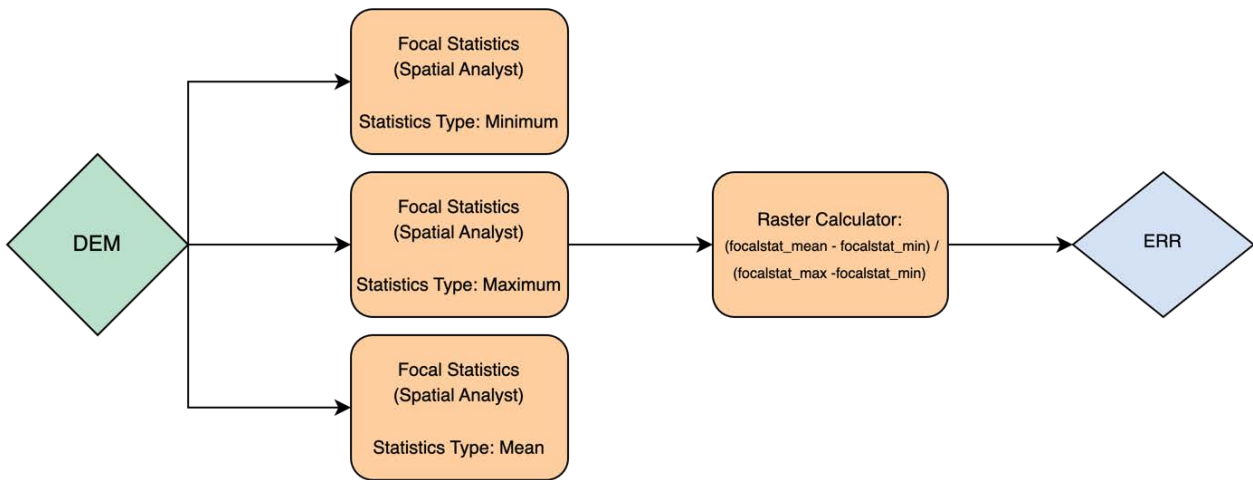 DEM
Focal Statistics
(Spatial Analyst)
Statistics Type: Minimum
Focal Statistics
(Spatial Analyst)
Statistics Type: Maximum
Focal Statistics
(Spatial Analyst)
Statistics Type: Mean
Raster Calculator:
(focalstat_mean - focalstat_min) /
(focalstat_max -focalstat_min)
ERR